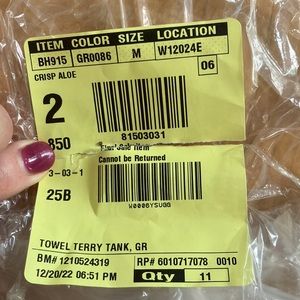 ITEM COLOR SIZE LOCATION
BH915 GR0086 M W12024E
CRISP ALOE 06
2
81503031
850
Final Sale Item
Cannot be Returned
3-03-1
25B
W0006YSUGG
TOWEL TERRY TANK, GR
BM# 1210524319 RP# 6010717078 0010
12/20/22 06:51 PM Qty 11